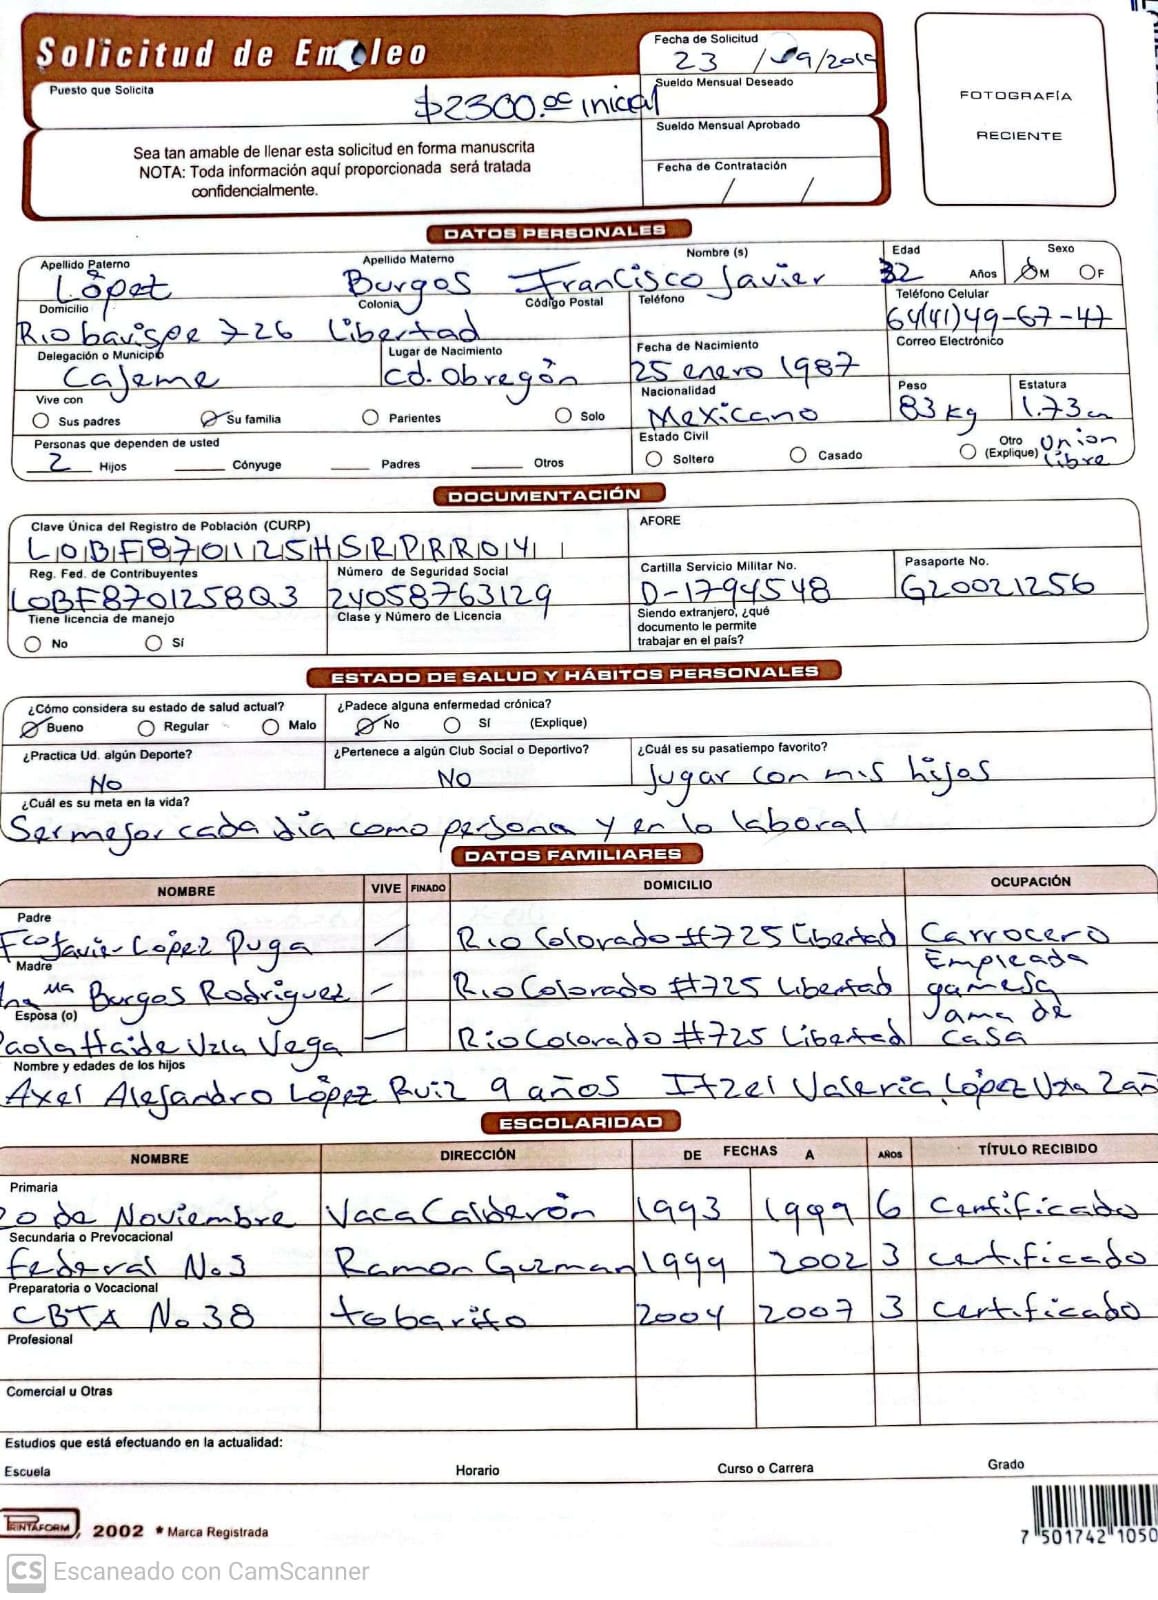 Solicitud de Empleo
Fecha de Solicitud
23 / 09/2019
Puesto que Solicita
Sueldo Mensual Deseado
$2300.00 inicial
Sueldo Mensual Aprobado
Sea tan amable de llenar esta solicitud en forma manuscrita
NOTA: Toda información aquí proporcionada será tratada
confidencialmente.
Fecha de Contratación
/ /
FOTOGRAFÍA
RECIENTE
DATOS PERSONALES
Apellido Paterno Apellido Materno Nombre (s) Edad Sexo
López Burgos Francisco Javier 32 Años M F
Domicilio Colonia Código Postal Teléfono Teléfono Celular
Rio bavispe 726 Libertad 64(41)49-67-47
Delegación o Municipio Lugar de Nacimiento Fecha de Nacimiento Correo Electrónico
Cajeme Cd. Obregón 25 enero 1987
Vive con Nacionalidad Peso Estatura
Sus padres Su familia Parientes Solo Mexicano 83 kg 1.73 cm
Personas que dependen de usted Estado Civil
2 Hijos Cónyuge Padres Otros Soltero Casado Otro (Explique) Union libre
DOCUMENTACIÓN
Clave Única del Registro de Población (CURP) AFORE
LOBF870125HSRPRR04
Reg. Fed. de Contribuyentes Número de Seguridad Social Cartilla Servicio Militar No. Pasaporte No.
LOBF8701258Q3 24058763129 D-1794548 G20021256
Tiene licencia de manejo Clase y Número de Licencia Siendo extranjero, ¿qué
documento le permite
trabajar en el país?
No Sí
ESTADO DE SALUD Y HÁBITOS PERSONALES
¿Cómo considera su estado de salud actual? ¿Padece alguna enfermedad crónica?
Bueno Regular Malo No Sí (Explique)
¿Practica Ud. algún Deporte? ¿Pertenece a algún Club Social o Deportivo? ¿Cuál es su pasatiempo favorito?
No No Jugar con mis hijos
¿Cuál es su meta en la vida?
Ser mejor cada dia como persona y en lo laboral
DATOS FAMILIARES
NOMBRE VIVE FINADO DOMICILIO OCUPACIÓN
Padre
Fco Javier López Puga Rio Colorado #725 Libertad Carrocero
Madre
Ma Burgos Rodriguez Rio Colorado #725 Libertad Empleada gamesa
Esposa (o)
Paola Haide Uzla Vega Rio Colorado #725 Libertad Jama de casa
Nombre y edades de los hijos
Axel Alejandro López Ruiz 9 años Itzel Valeria López Uzla 2 añ
ESCOLARIDAD
NOMBRE DIRECCIÓN DE FECHAS A AÑOS TÍTULO RECIBIDO
Primaria
20 de Noviembre Vaca Calderón 1993 1999 6 Certificado
Secundaria o Prevocacional
Federal No 3 Ramon Guzman 1999 2002 3 certificado
Preparatoria o Vocacional
CBTA No 38 tobarito 2004 2007 3 certificado
Profesional
Comercial u Otras
Estudios que está efectuando en la actualidad:
Escuela Horario Curso o Carrera Grado
PRINTAFORM 2002 * Marca Registrada
7 501742 1050
CS Escaneado con CamScanner